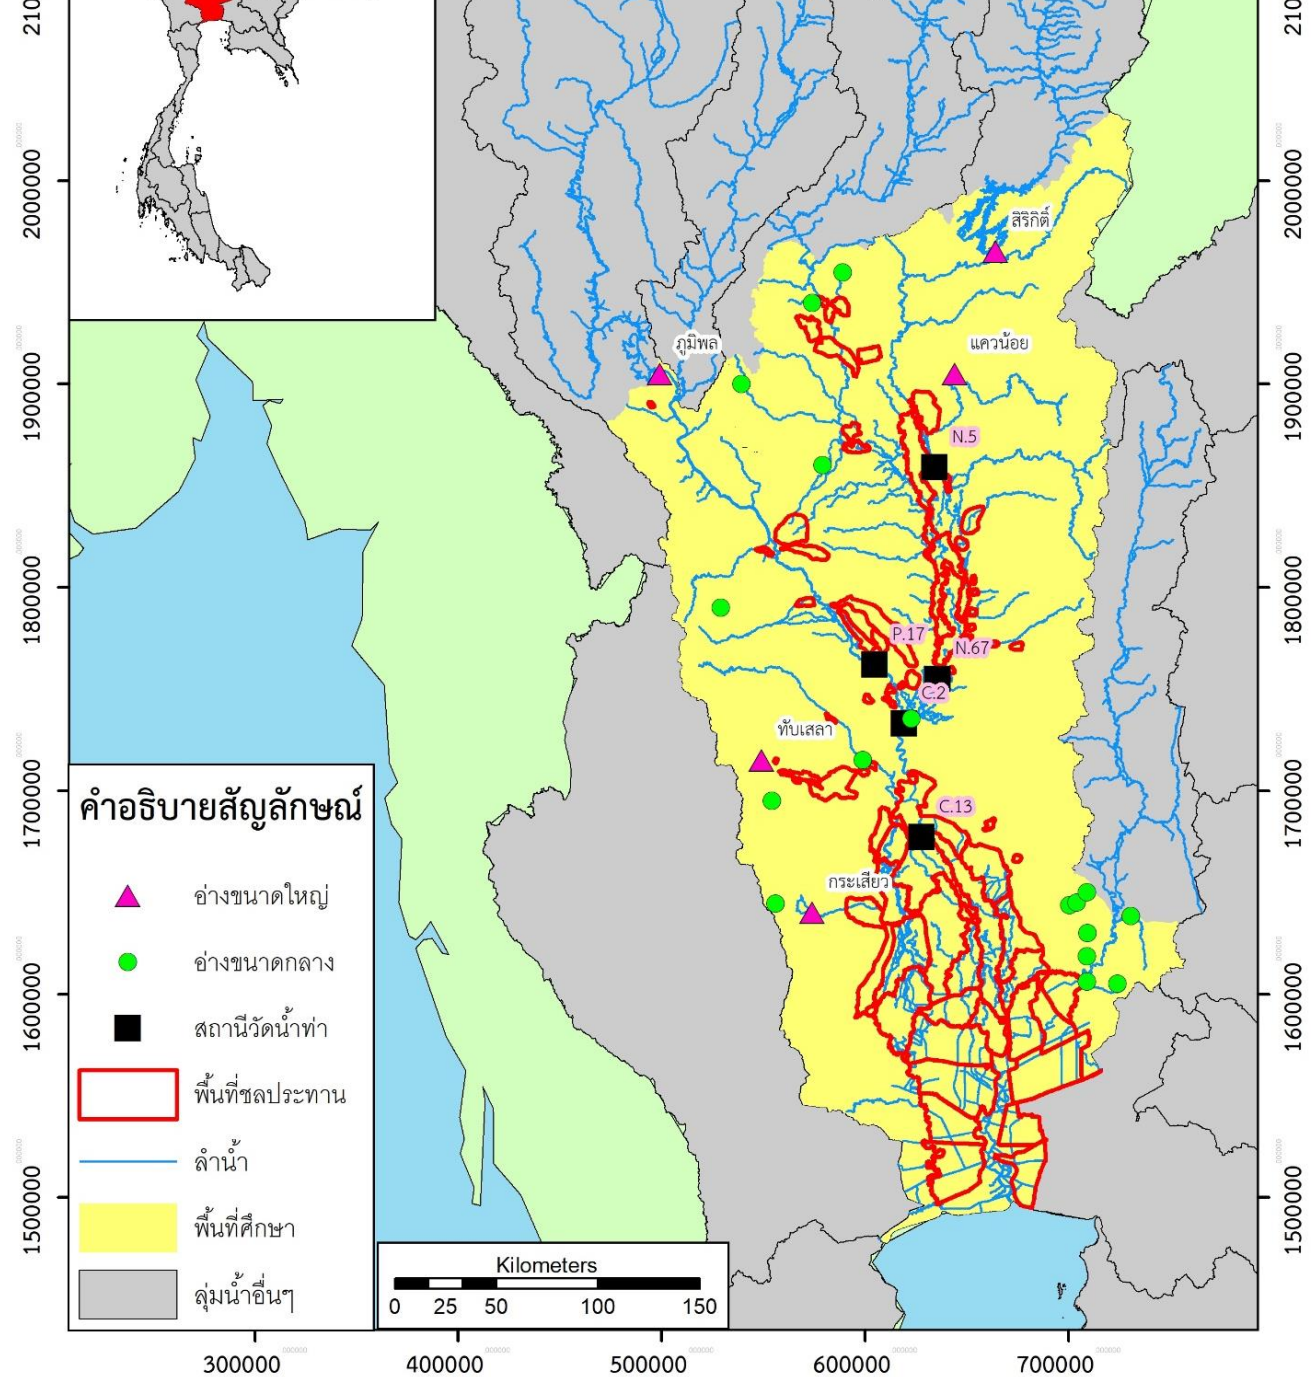 สิริกิติ์
ภูมิพล
แควน้อย
N.5
P.17
N.67
C.2
ทับเสลา
C.13
กระเสียว
คำอธิบายสัญลักษณ์
อ่างขนาดใหญ่
อ่างขนาดกลาง
สถานีวัดน้ำท่า
พื้นที่ชลประทาน
ลำน้ำ
พื้นที่ศึกษา
ลุ่มน้ำอื่นๆ
Kilometers
0 25 50 100 150
2000000
1900000
1800000
1700000
1600000
1500000
2000000
1900000
1800000
1700000
1600000
1500000
300000 400000 500000 600000 700000